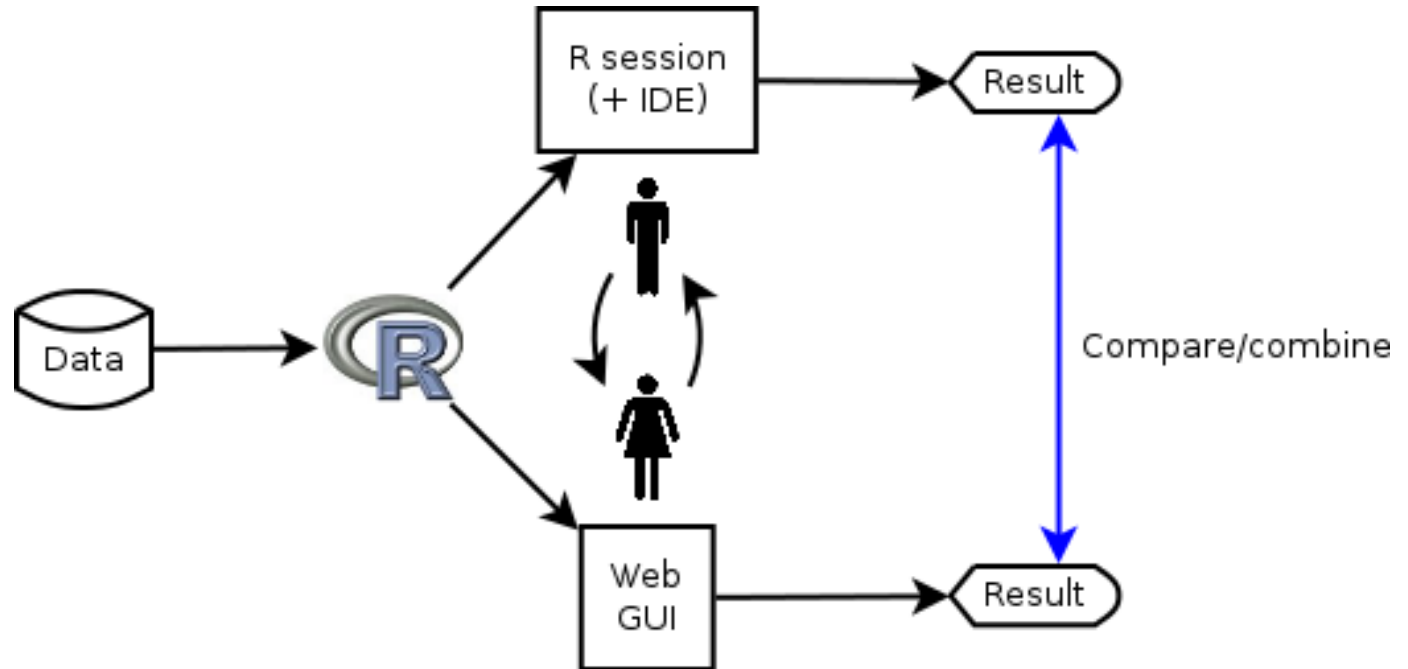 R session
(+ IDE)
Result
Data
R
Compare/combine
Web
GUI
Result